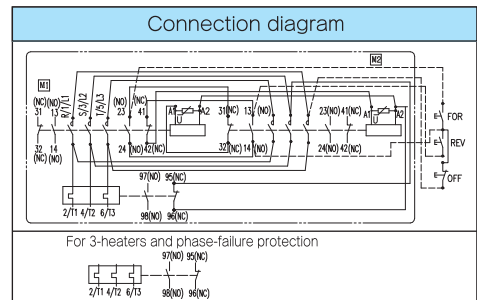 Connection diagram
M2
M1
(NC) (NO) R/1/L1 S/3/L2 T/5/L3 (NO) (NC) A1 A2 (NC) (NO) (NO) (NC) A1 A2
31 13 23 41 U 31 13 23 41 U
FOR
REV
OFF
32 14 24(NO) 42(NC) 32(NC) 14(NO) 24(NO) 42(NC)
(NC) (NO)
97(NO) 95(NC)
2/T1 4/T2 6/T3 98(NO) 96(NC)
For 3-heaters and phase-failure protection
97(NO) 95(NC)
2/T1 4/T2 6/T3 98(NO) 96(NC)